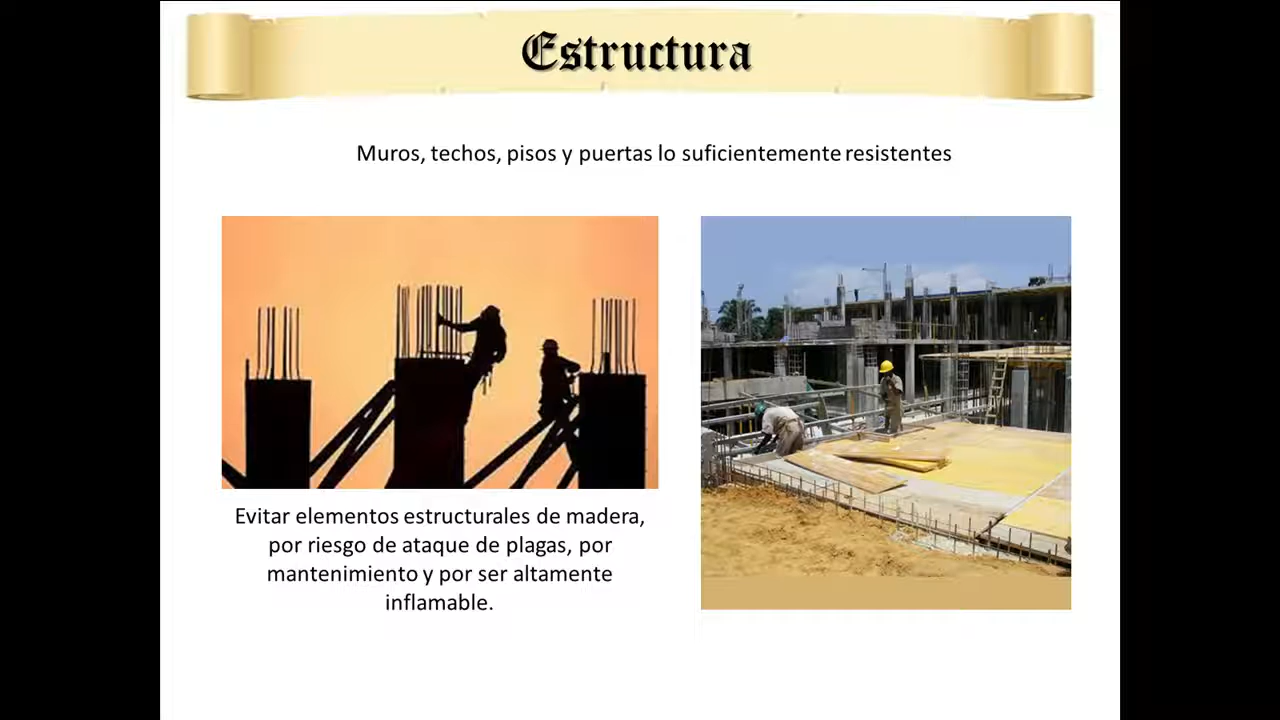 Estructura
Muros, techos, pisos y puertas lo suficientemente resistentes
Evitar elementos estructurales de madera,
por riesgo de ataque de plagas, por
mantenimiento y por ser altamente
inflamable.